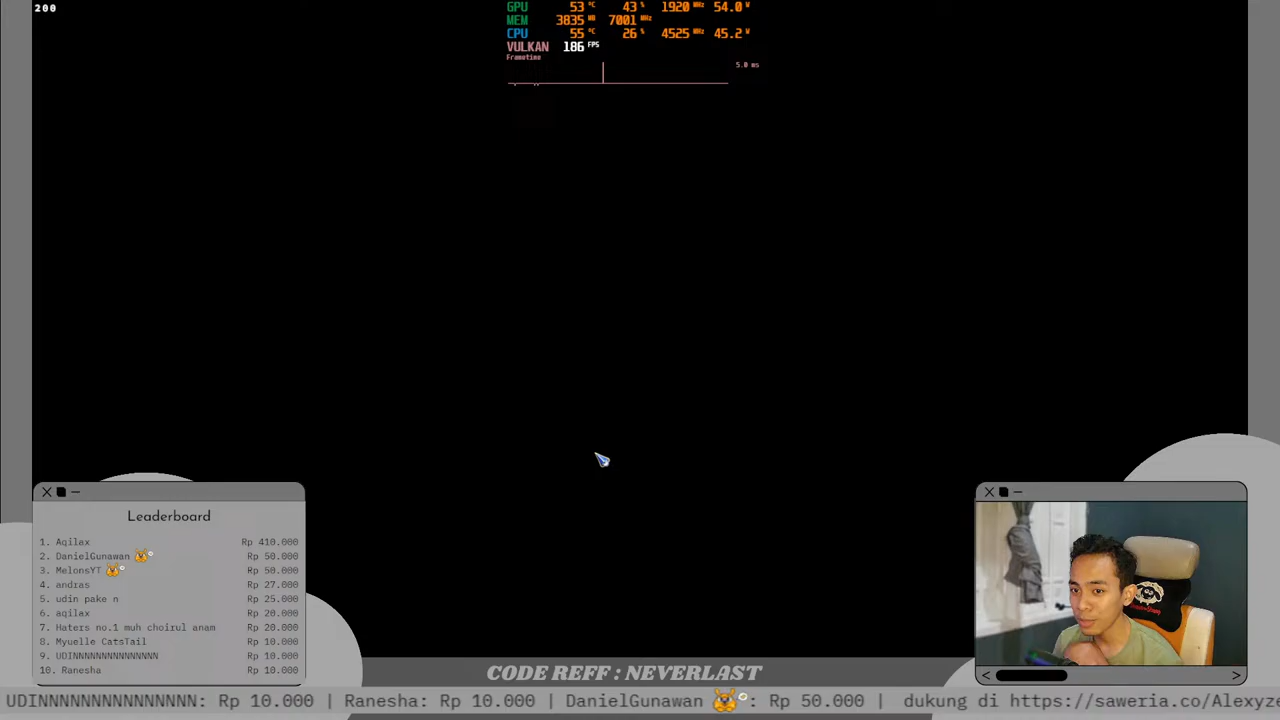 200
GPU 53 °C 43 % 1920 MHz 54.0 W
MEM 3835 MB 7001 MHz
CPU 55 °C 26 % 4525 MHz 45.2 W
VULKAN 186 FPS
Frametime 5.0 ms
Leaderboard
1. Aqilax Rp 410.000
2. DanielGunawan Rp 50.000
3. MelonsYT Rp 50.000
4. andras Rp 27.000
5. udin pake n Rp 25.000
6. aqilax Rp 20.000
7. Haters no.1 muh choirul anam Rp 20.000
8. Myuelle CatsTail Rp 10.000
9. UDINNNNNNNNNNNNNN Rp 10.000
10. Ranesha Rp 10.000
CODE REFF : NEVERLAST
UDINNNNNNNNNNNNNN: Rp 10.000 | Ranesha: Rp 10.000 | DanielGunawan : Rp 50.000 | dukung di https://saweria.co/Alexyz